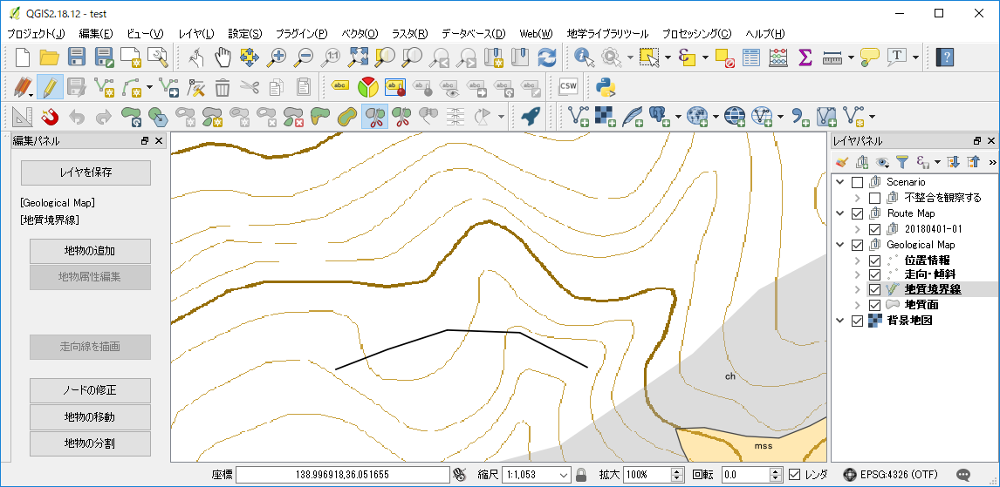 QGIS2.18.12 - test
プロジェクト(J) 編集(E) ビュー(V) レイヤ(L) 設定(S) プラグイン(P) ベクタ(O) ラスタ(R) データベース(D) Web(W) 地学ライブラリツール プロセッシング(C) ヘルプ(H)
1:1
T
?
abc
ab
abc
abc
abc
abc
abc
CSW
編集パネル
レイヤを保存
[Geological Map]
[地質境界線]
地物の追加
地物属性編集
走向線を描画
ノードの修正
地物の移動
地物の分割
ch
mss
レイヤパネル
»
Scenario
不整合を観察する
Route Map
20180401-01
Geological Map
位置情報
走向・傾斜
地質境界線
地質面
背景地図
座標 138.996918,36.051655 縮尺 1:1,053 拡大 100% 回転 0.0 レンダ EPSG:4326 (OTF)